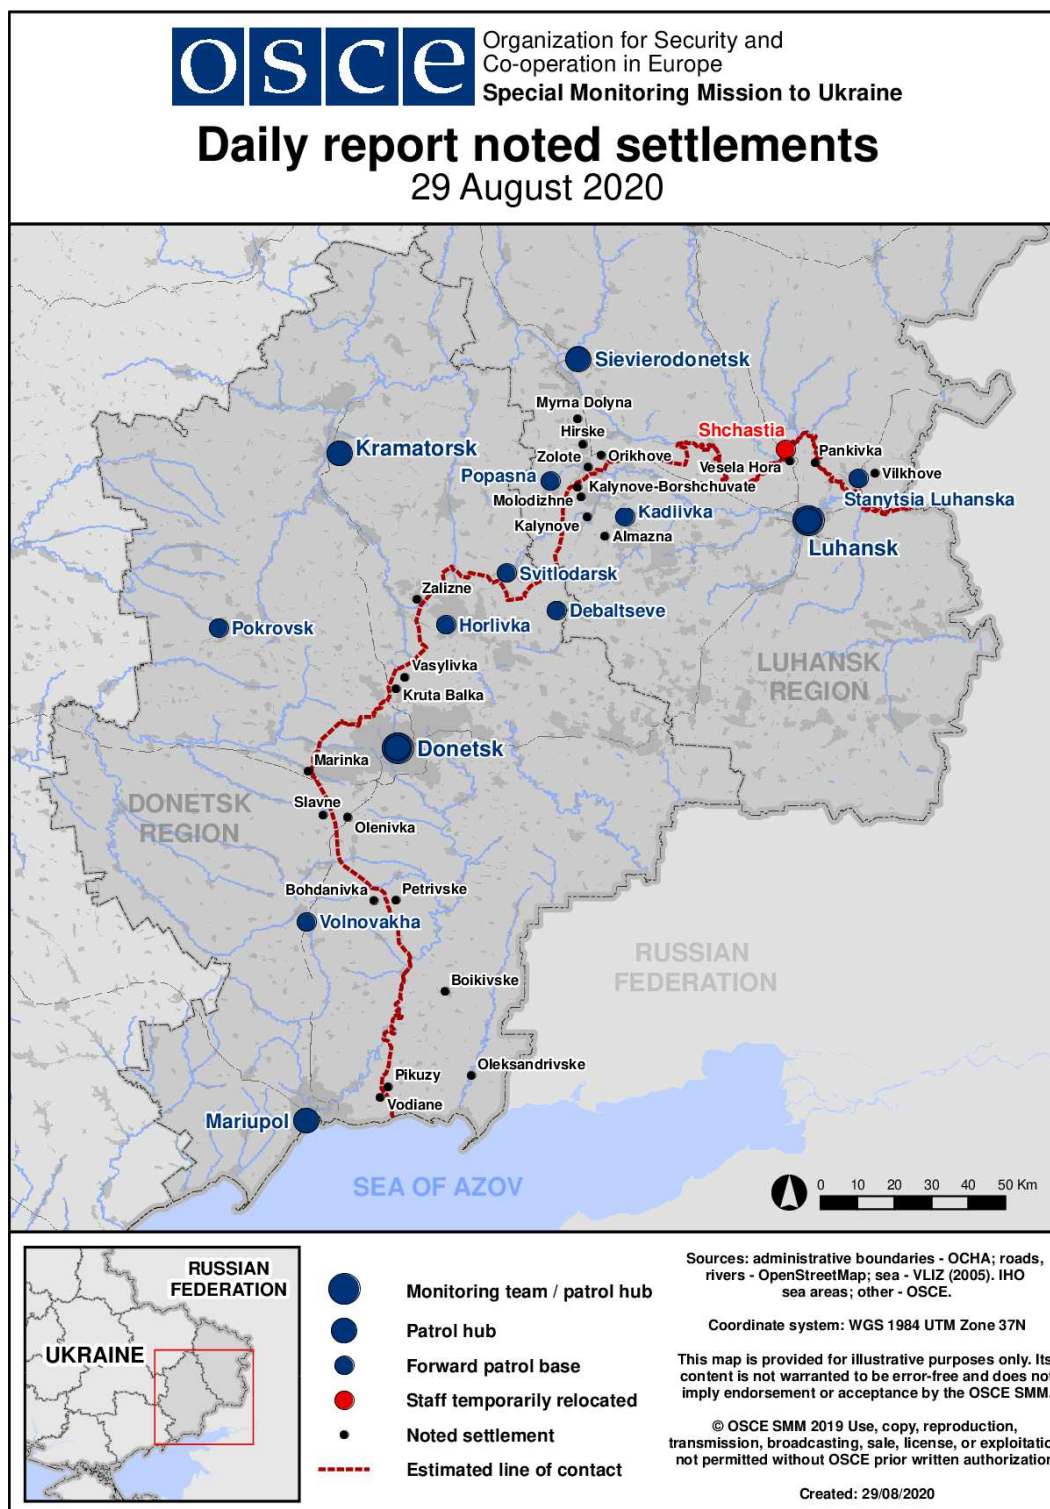 osce
Organization for Security and
Co-operation in Europe
Special Monitoring Mission to Ukraine
Daily report noted settlements
29 August 2020
Sievierodonetsk
Myrna Dolyna
Hirske
Zolote
Orikhove
Shchastia
Vesela Hora
Pankivka
Vilkhove
Kramatorsk
Popasna
Kalynove-Borshchuvate
Molodizhne
Stanytsia Luhanska
Kadiivka
Kalynove
Almazna
Luhansk
Svitlodarsk
Zalizne
Debaltseve
Pokrovsk
Horlivka
Vasylivka
Kruta Balka
LUHANSK
REGION
Donetsk
Marinka
Slavne
DONETSK
REGION
Olenivka
Bohdanivka
Petrivske
Volnovakha
RUSSIAN
FEDERATION
Boikivske
Oleksandrivske
Pikuzy
Vodiane
Mariupol
SEA OF AZOV
0 10 20 30 40 50 Km
RUSSIAN
FEDERATION
UKRAINE
Monitoring team / patrol hub
Patrol hub
Forward patrol base
Staff temporarily relocated
Noted settlement
Estimated line of contact
Sources: administrative boundaries - OCHA; roads,
rivers - OpenStreetMap; sea - VLIZ (2005). IHO
sea areas; other - OSCE.
Coordinate system: WGS 1984 UTM Zone 37N
This map is provided for illustrative purposes only. Its
content is not warranted to be error-free and does not
imply endorsement or acceptance by the OSCE SMM.
© OSCE SMM 2019 Use, copy, reproduction,
transmission, broadcasting, sale, license, or exploitatio
not permitted without OSCE prior written authorization
Created: 29/08/2020